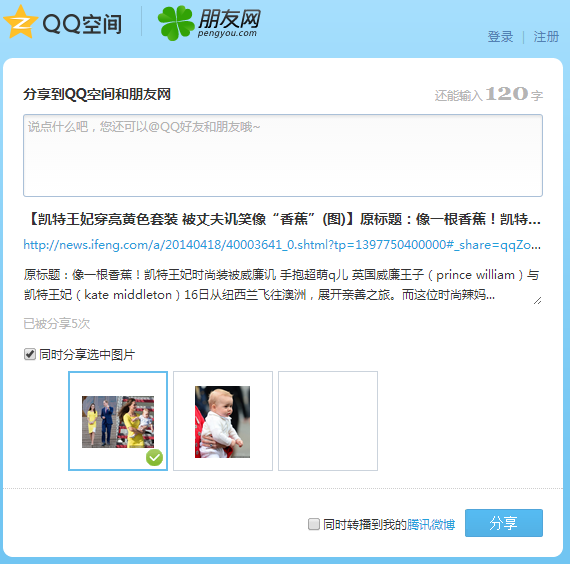 QQ空间
朋友网
pengyou.com
登录 | 注册
分享到QQ空间和朋友网
还能输入120字
说点什么吧，您还可以@QQ好友和朋友哦~
【凯特王妃穿亮黄色套装 被丈夫讥笑像“香蕉”(图)】原标题：像一根香蕉！凯特...
http://news.ifeng.com/a/20140418/40003641_0.shtml?tp=1397750400000#_share=qqZo...
原标题：像一根香蕉！凯特王妃时尚装被威廉讥 手抱超萌q儿 英国威廉王子（prince william）与
凯特王妃（kate middleton）16日从纽西兰飞往澳洲，展开亲善之旅。而这位时尚辣妈...
已被分享5次
同时分享选中图片
同时转播到我的腾讯微博
分享